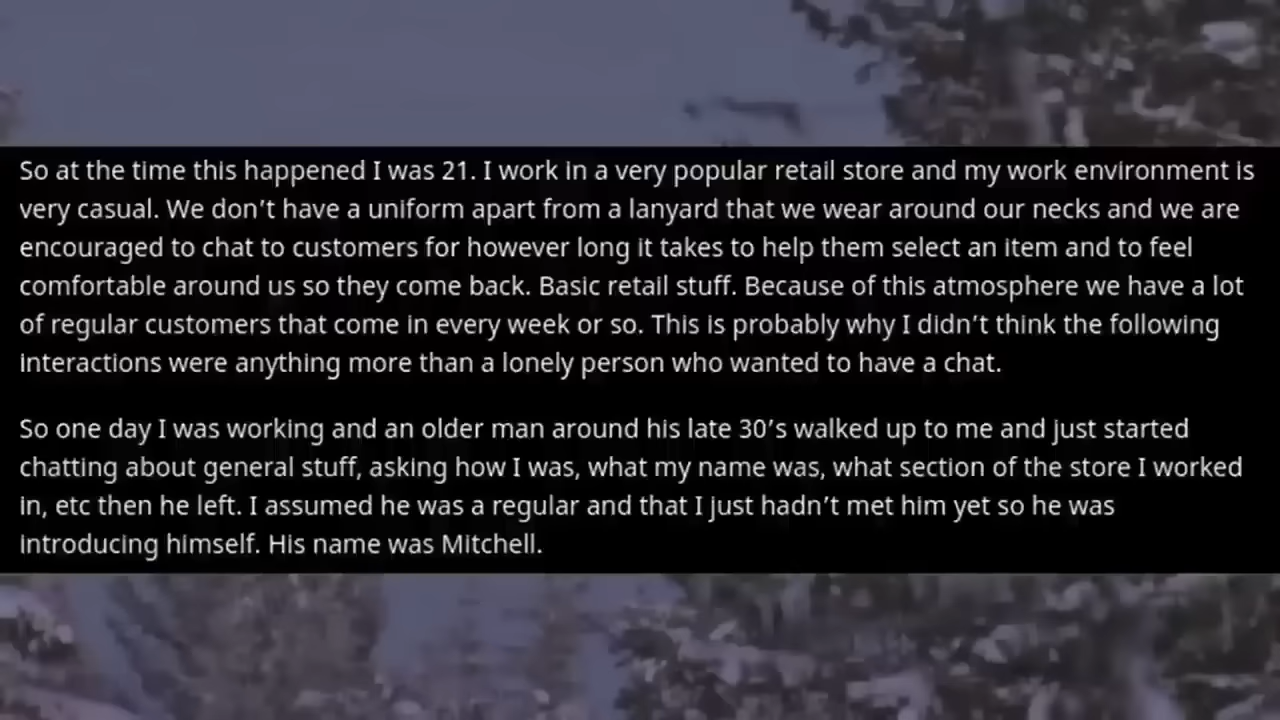 So at the time this happened I was 21. I work in a very popular retail store and my work environment is
very casual. We don’t have a uniform apart from a lanyard that we wear around our necks and we are
encouraged to chat to customers for however long it takes to help them select an item and to feel
comfortable around us so they come back. Basic retail stuff. Because of this atmosphere we have a lot
of regular customers that come in every week or so. This is probably why I didn’t think the following
interactions were anything more than a lonely person who wanted to have a chat.
So one day I was working and an older man around his late 30’s walked up to me and just started
chatting about general stuff, asking how I was, what my name was, what section of the store I worked
in, etc then he left. I assumed he was a regular and that I just hadn’t met him yet so he was
introducing himself. His name was Mitchell.